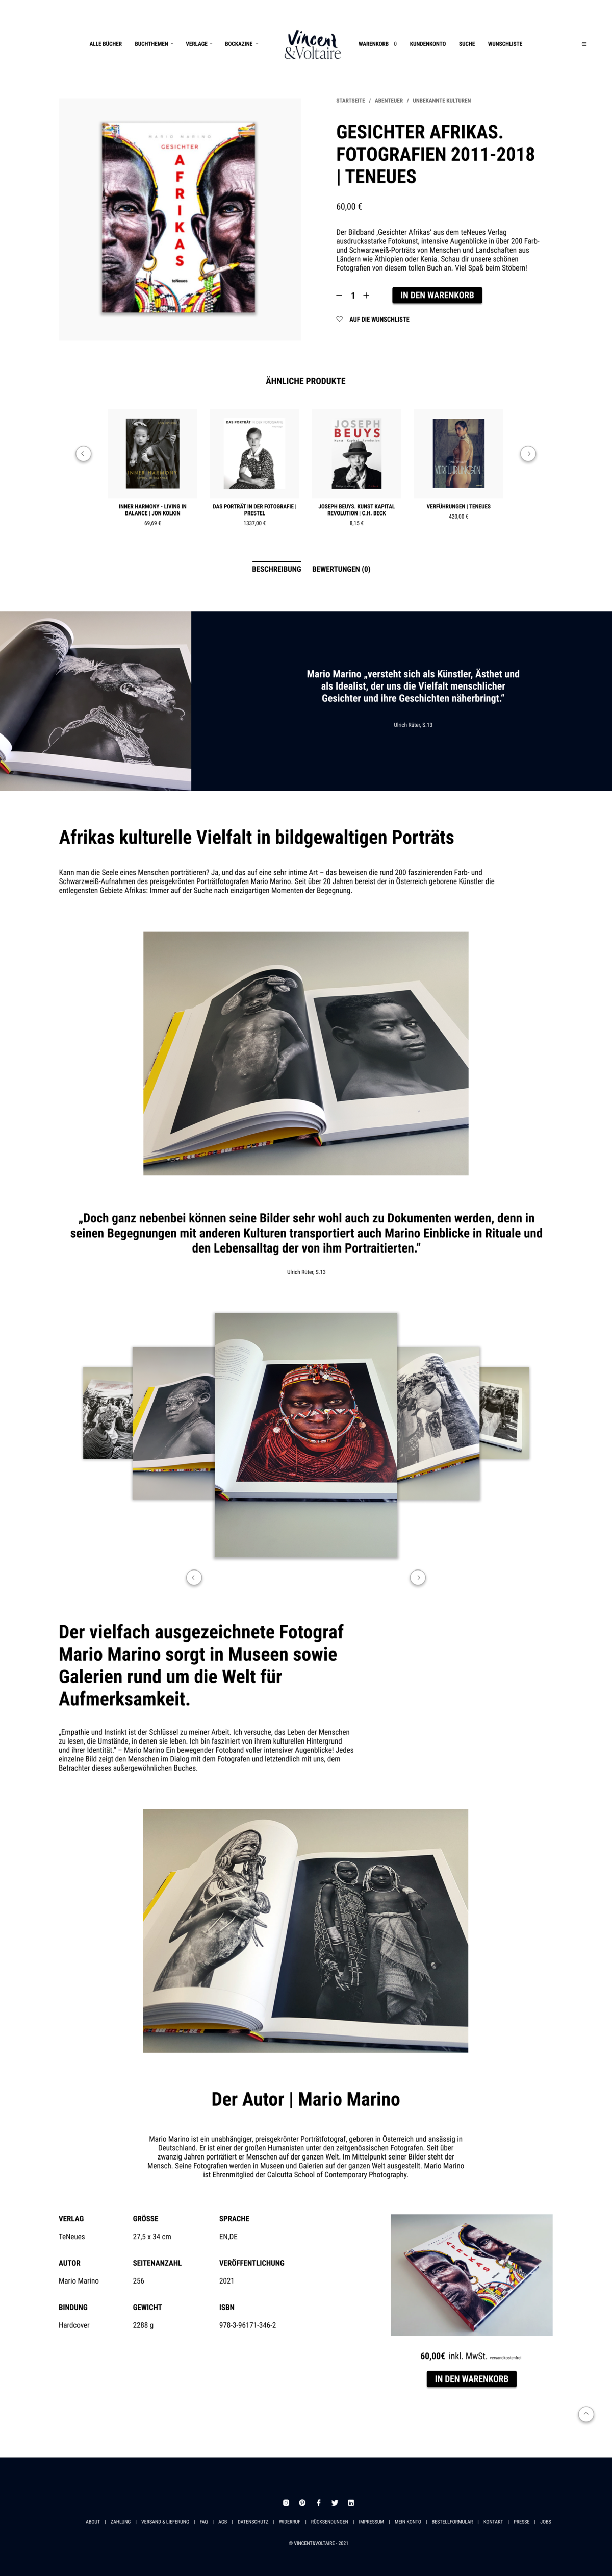 ALLE BÜCHER
BUCHTHEMEN
VERLAGE
BOCKAZINE
Vincent
&Voltaire
WARENKORB 0
KUNDENKONTO
SUCHE
WUNSCHLISTE
STARTSEITE / ABENTEUER / UNBEKANNTE KULTUREN
MARIO MARINO
GESICHTER
AFRIKAS
teNeues
GESICHTER AFRIKAS.
FOTOGRAFIEN 2011-2018
| TENEUES
60,00 €
Der Bildband ‚Gesichter Afrikas' aus dem teNeues Verlag
ausdrucksstarke Fotokunst, intensive Augenblicke in über 200 Farb-
und Schwarzweiß-Porträts von Menschen und Landschaften aus
Ländern wie Äthiopien oder Kenia. Schau dir unsere schönen
Fotografien von diesem tollen Buch an. Viel Spaß beim Stöbern!
1
IN DEN WARENKORB
AUF DIE WUNSCHLISTE
ÄHNLICHE PRODUKTE
INNER HARMONY
DAS PORTRÄT IN DER FOTOGRAFIE
JOSEPH
BEUYS
VERFÜHRUNGEN
INNER HARMONY - LIVING IN
BALANCE | JON KOLKIN
69,69 €
DAS PORTRÄT IN DER FOTOGRAFIE |
PRESTEL
1337,00 €
JOSEPH BEUYS. KUNST KAPITAL
REVOLUTION | C.H. BECK
8,15 €
VERFÜHRUNGEN | TENEUES
420,00 €
BESCHREIBUNG
BEWERTUNGEN (0)
Mario Marino „versteht sich als Künstler, Ästhet und
als Idealist, der uns die Vielfalt menschlicher
Gesichter und ihre Geschichten näherbringt.“
Ulrich Rüter, S.13
Afrikas kulturelle Vielfalt in bildgewaltigen Porträts
Kann man die Seele eines Menschen porträtieren? Ja, und das auf eine sehr intime Art – das beweisen die rund 200 faszinierenden Farb- und
Schwarzweiß-Aufnahmen des preisgekrönten Porträtfotografen Mario Marino. Seit über 20 Jahren bereist der in Österreich geborene Künstler die
entlegensten Gebiete Afrikas: Immer auf der Suche nach einzigartigen Momenten der Begegnung.
„Doch ganz nebenbei können seine Bilder sehr wohl auch zu Dokumenten werden, denn in
seinen Begegnungen mit anderen Kulturen transportiert auch Marino Einblicke in Rituale und
den Lebensalltag der von ihm Portraitierten.“
Ulrich Rüter, S.13
Der vielfach ausgezeichnete Fotograf
Mario Marino sorgt in Museen sowie
Galerien rund um die Welt für
Aufmerksamkeit.
„Empathie und Instinkt ist der Schlüssel zu meiner Arbeit. Ich versuche, das Leben der Menschen
zu lesen, die Umstände, in denen sie leben. Ich bin fasziniert von ihrem kulturellen Hintergrund
und ihrer Identität.“ – Mario Marino Ein bewegender Fotoband voller intensiver Augenblicke! Jedes
einzelne Bild zeigt den Menschen im Dialog mit dem Fotografen und letztendlich mit uns, dem
Betrachter dieses außergewöhnlichen Buches.
Der Autor | Mario Marino
Mario Marino ist ein unabhängiger, preisgekrönter Porträtfotograf, geboren in Österreich und ansässig in
Deutschland. Er ist einer der großen Humanisten unter den zeitgenössischen Fotografen. Seit über
zwanzig Jahren porträtiert er Menschen auf der ganzen Welt. Im Mittelpunkt seiner Bilder steht der
Mensch. Seine Fotografien werden in Museen und Galerien auf der ganzen Welt ausgestellt. Mario Marino
ist Ehrenmitglied der Calcutta School of Contemporary Photography.
VERLAG
GRÖSSE
SPRACHE
TeNeues
27,5 x 34 cm
EN,DE
AUTOR
SEITENANZAHL
VERÖFFENTLICHUNG
Mario Marino
256
2021
BINDUNG
GEWICHT
ISBN
Hardcover
2288 g
978-3-96171-346-2
AFRIKAS
60,00€ inkl. MwSt. versandkostenfrei
IN DEN WARENKORB
ABOUT | ZAHLUNG | VERSAND & LIEFERUNG | FAQ | AGB | DATENSCHUTZ | WIDERRUF | RÜCKSENDUNGEN | IMPRESSUM | MEIN KONTO | BESTELLFORMULAR | KONTAKT | PRESSE | JOBS
© VINCENT&VOLTAIRE - 2021